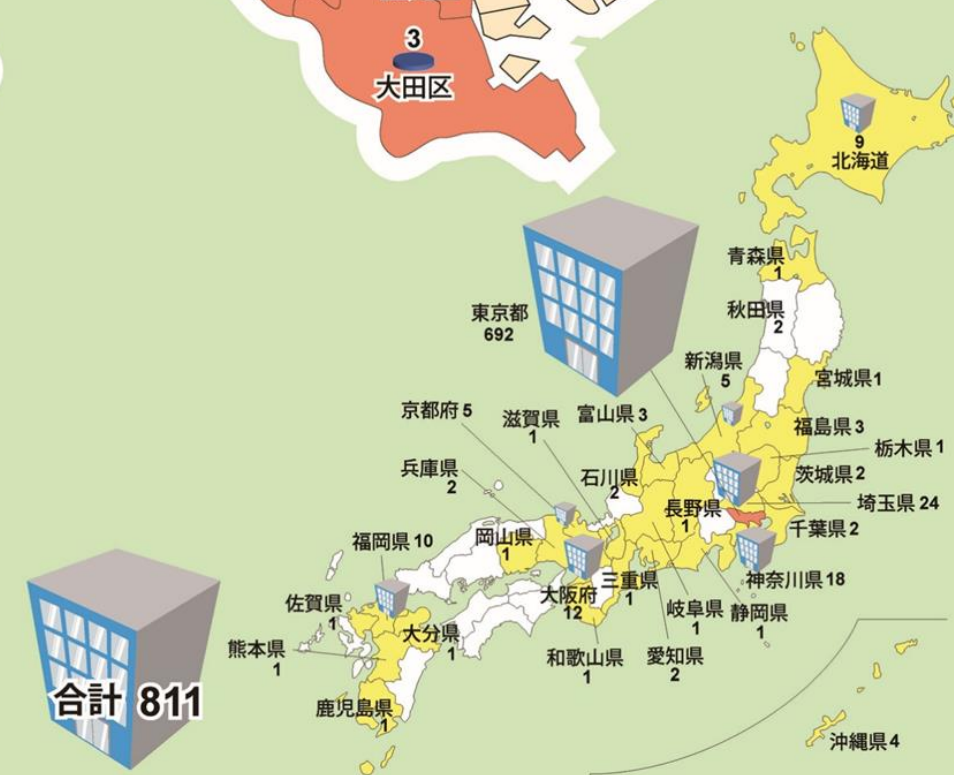 3
大田区
9
北海道
青森県
1
秋田県
2
東京都
692
新潟県
5
宮城県1
京都府 5
滋賀県
1
富山県 3
福島県 3
栃木県 1
兵庫県
2
石川県
2
茨城県 2
長野県
1
埼玉県 24
千葉県 2
福岡県 10
岡山県
1
神奈川県 18
佐賀県
1
大阪府
12
三重県
1
岐阜県
1
静岡県
1
大分県
1
熊本県
1
和歌山県
1
愛知県
2
合計 811
鹿児島県
1
沖縄県 4